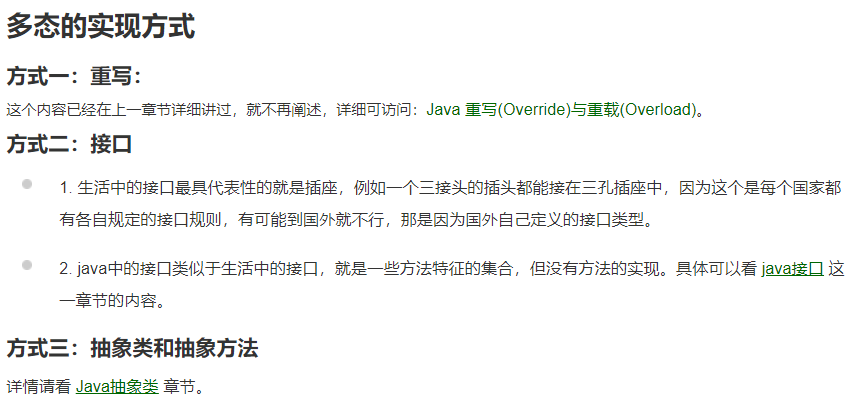 多态的实现方式
方式一：重写：
这个内容已经在上一章节详细讲过，就不再阐述，详细可访问：Java 重写(Override)与重载(Overload)。
方式二：接口
1. 生活中的接口最具代表性的就是插座，例如一个三接头的插头都能接在三孔插座中，因为这个是每个国家都
有各自规定的接口规则，有可能到国外就不行，那是因为国外自己定义的接口类型。
2. java中的接口类似于生活中的接口，就是一些方法特征的集合，但没有方法的实现。具体可以看 java接口 这
一章节的内容。
方式三：抽象类和抽象方法
详情请看 Java抽象类 章节。